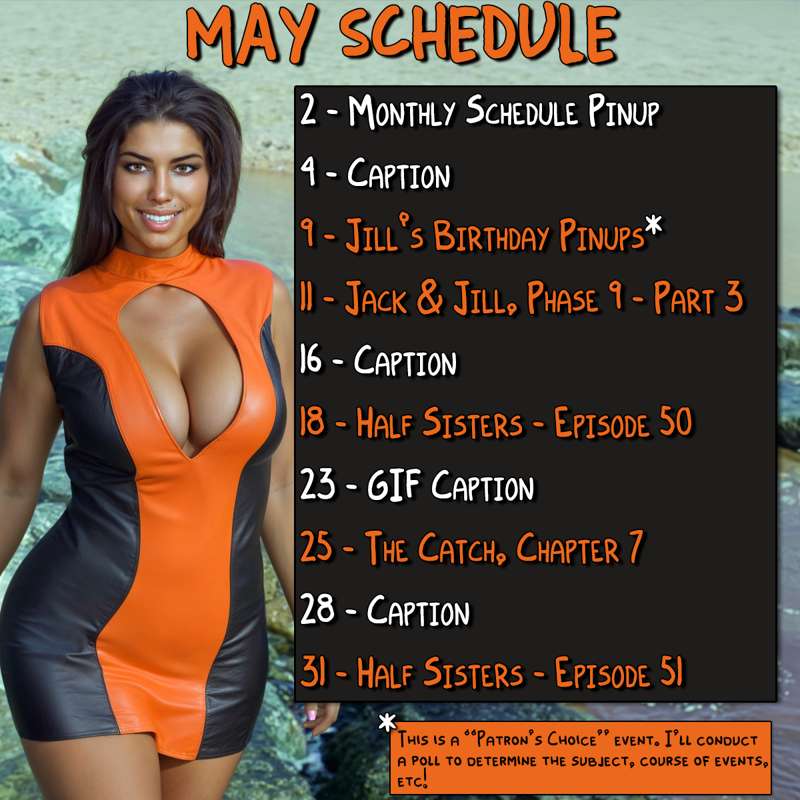 MAY SCHEDULE
2 - Monthly Schedule Pinup
4 - Caption
9 - Jill's Birthday Pinups*
11 - Jack & Jill, Phase 9 - Part 3
16 - Caption
18 - Half Sisters - Episode 50
23 - GIF Caption
25 - The Catch, Chapter 7
28 - Caption
31 - Half Sisters - Episode 51
*This is a "Patron's Choice" event. I'll conduct
a poll to determine the subject, course of events,
etc!